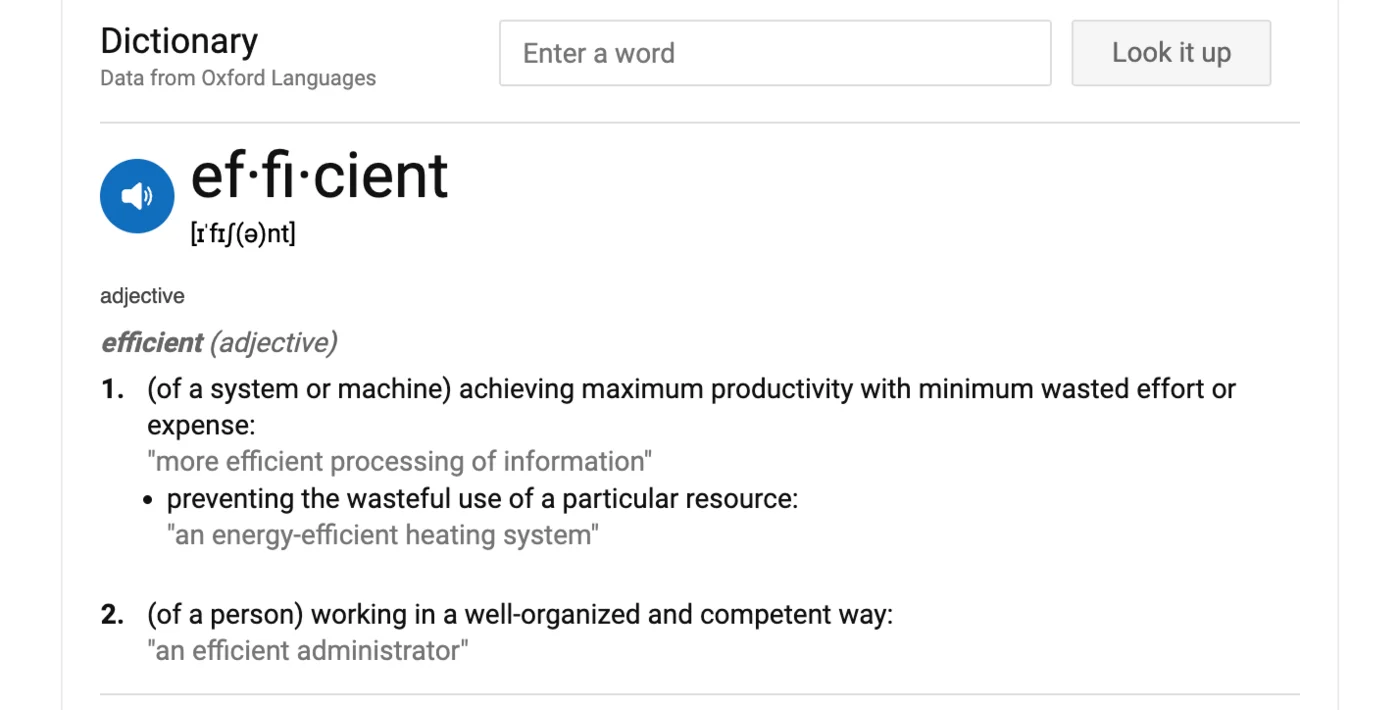 Dictionary
Data from Oxford Languages
Enter a word
Look it up
ef·fi·cient
[ɪˈfɪʃ(ə)nt]
adjective
efficient (adjective)
1. (of a system or machine) achieving maximum productivity with minimum wasted effort or
expense:
"more efficient processing of information"
• preventing the wasteful use of a particular resource:
"an energy-efficient heating system"
2. (of a person) working in a well-organized and competent way:
"an efficient administrator"